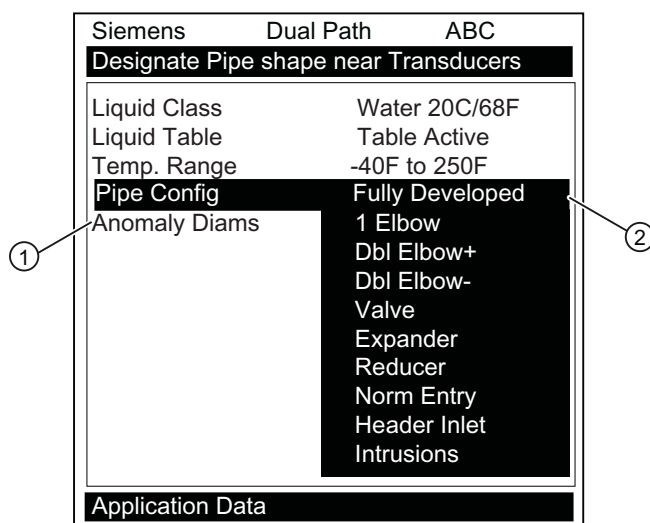 Siemens Dual Path ABC
Designate Pipe shape near Transducers
Liquid Class Water 20C/68F
Liquid Table Table Active
Temp. Range -40F to 250F
Pipe Config Fully Developed
Anomaly Diams 1 Elbow
Dbl Elbow+
Dbl Elbow-
Valve
Expander
Reducer
Norm Entry
Header Inlet
Intrusions
Application Data
1
2